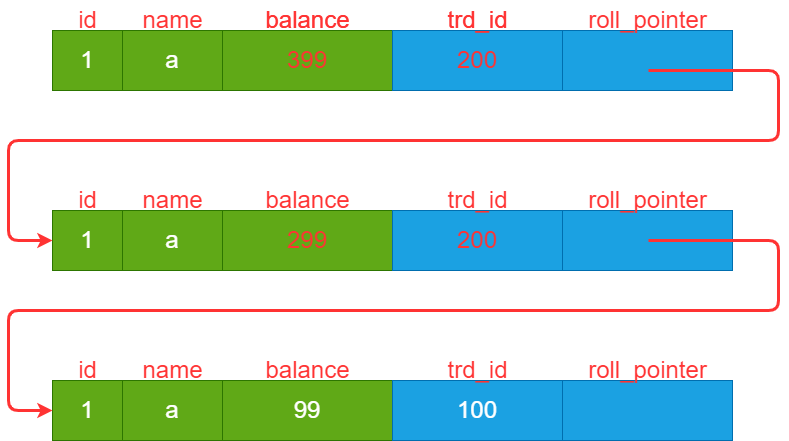 id name balance trd_id roll_pointer
1 a 399 200
id name balance trd_id roll_pointer
1 a 299 200
id name balance trd_id roll_pointer
1 a 99 100